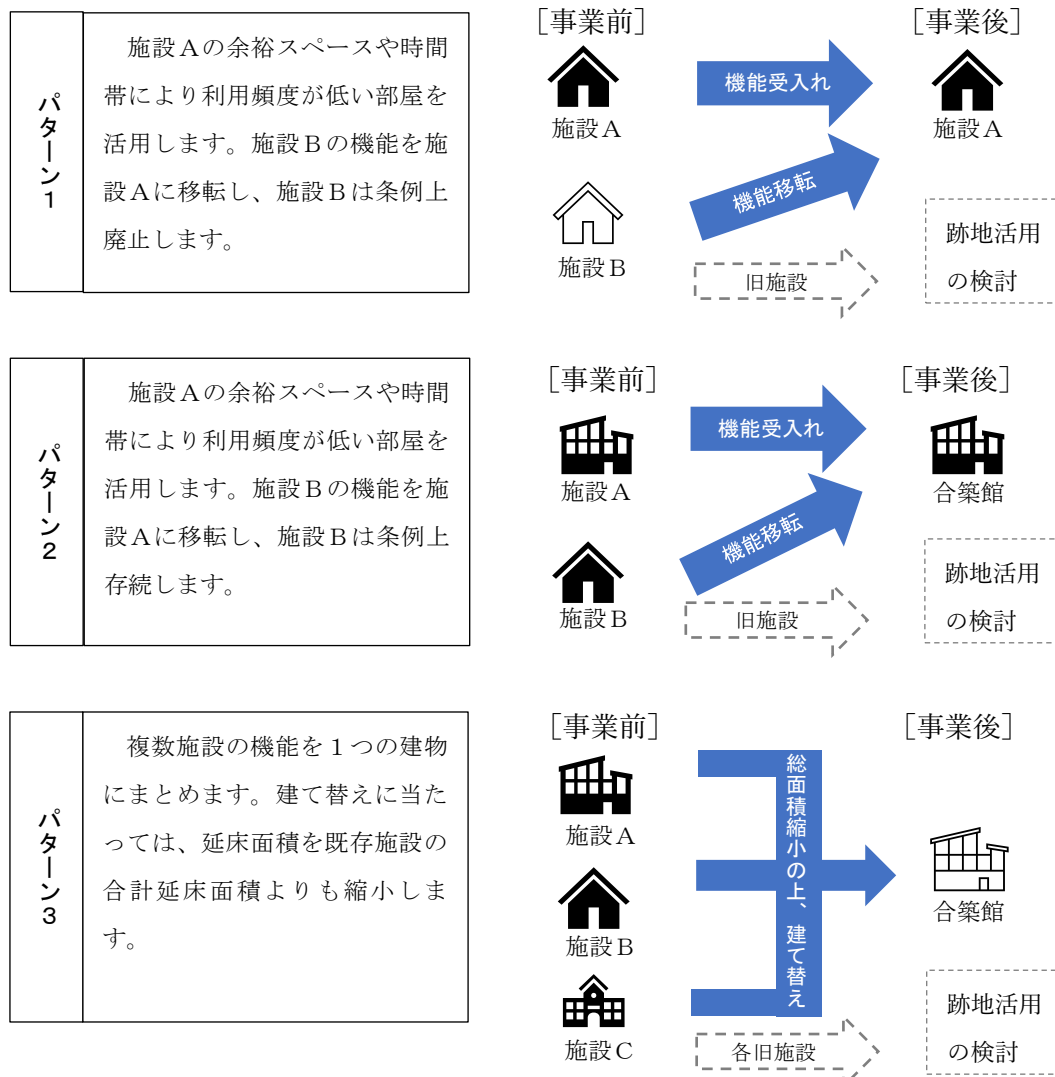 パターン1
施設Aの余裕スペースや時間
帯により利用頻度が低い部屋を
活用します。施設Bの機能を施
設Aに移転し、施設Bは条例上
廃止します。
[事業前]
[事業後]
機能受入れ
施設A
施設A
機能移転
施設B
旧施設
跡地活用
の検討
パターン2
施設Aの余裕スペースや時間
帯により利用頻度が低い部屋を
活用します。施設Bの機能を施
設Aに移転し、施設Bは条例上
存続します。
[事業前]
[事業後]
機能受入れ
施設A
合築館
機能移転
施設B
旧施設
跡地活用
の検討
パターン3
複数施設の機能を1つの建物
にまとめます。建て替えに当た
っては、延床面積を既存施設の
合計延床面積よりも縮小しま
す。
[事業前]
[事業後]
施設A
施設B
施設C
総面積縮小の上、建て替え
合築館
各旧施設
跡地活用
の検討